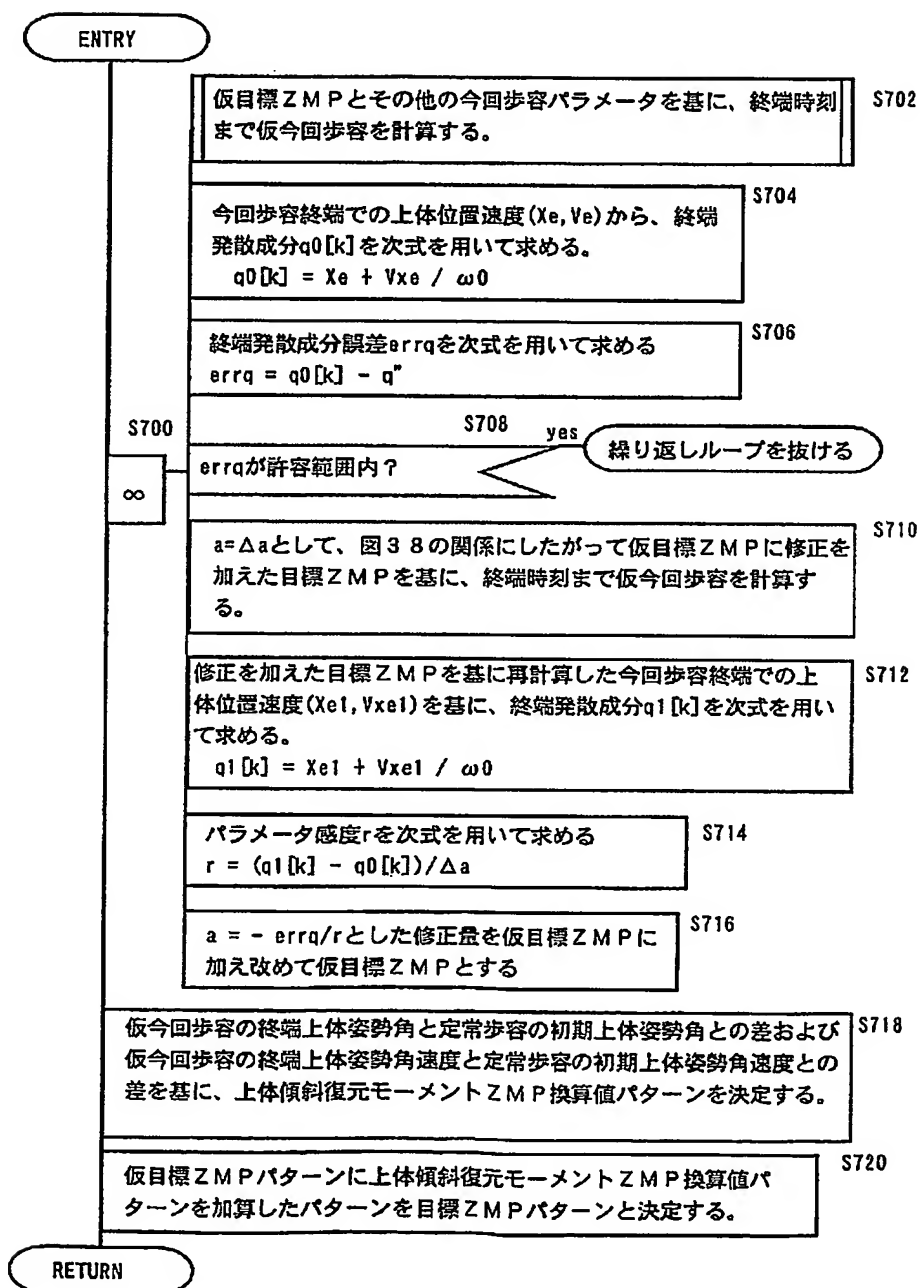 ENTRY
仮目標ZMPとその他の今回歩容パラメータを基に、終端時刻
まで仮今回歩容を計算する。
S702
今回歩容終端での上体位置速度(Xe,Ve)から、終端
発散成分q0[k]を次式を用いて求める。
q0[k] = Xe + Vxe / ω0
S704
終端発散成分誤差errqを次式を用いて求める
errq = q0[k] - q"
S706
S700
∞
errqが許容範囲内?
S708
yes
繰り返しループを抜ける
a=Δaとして、図38の関係にしたがって仮目標ZMPに修正を
加えた目標ZMPを基に、終端時刻まで仮今回歩容を計算す
る。
S710
修正を加えた目標ZMPを基に再計算した今回歩容終端での上
体位置速度(Xe1,Vxe1)を基に、終端発散成分q1[k]を次式を用い
て求める。
q1[k] = Xe1 + Vxe1 / ω0
S712
パラメータ感度rを次式を用いて求める
r = (q1[k] - q0[k])/Δa
S714
a = - errq/rとした修正量を仮目標ZMPに
加え改めて仮目標ZMPとする
S716
仮今回歩容の終端上体姿勢角と定常歩容の初期上体姿勢角との差および
仮今回歩容の終端上体姿勢角速度と定常歩容の初期上体姿勢角速度との
差を基に、上体傾斜復元モーメントZMP換算値パターンを決定する。
S718
仮目標ZMPパターンに上体傾斜復元モーメントZMP換算値パ
ターンを加算したパターンを目標ZMPパターンと決定する。
S720
RETURN